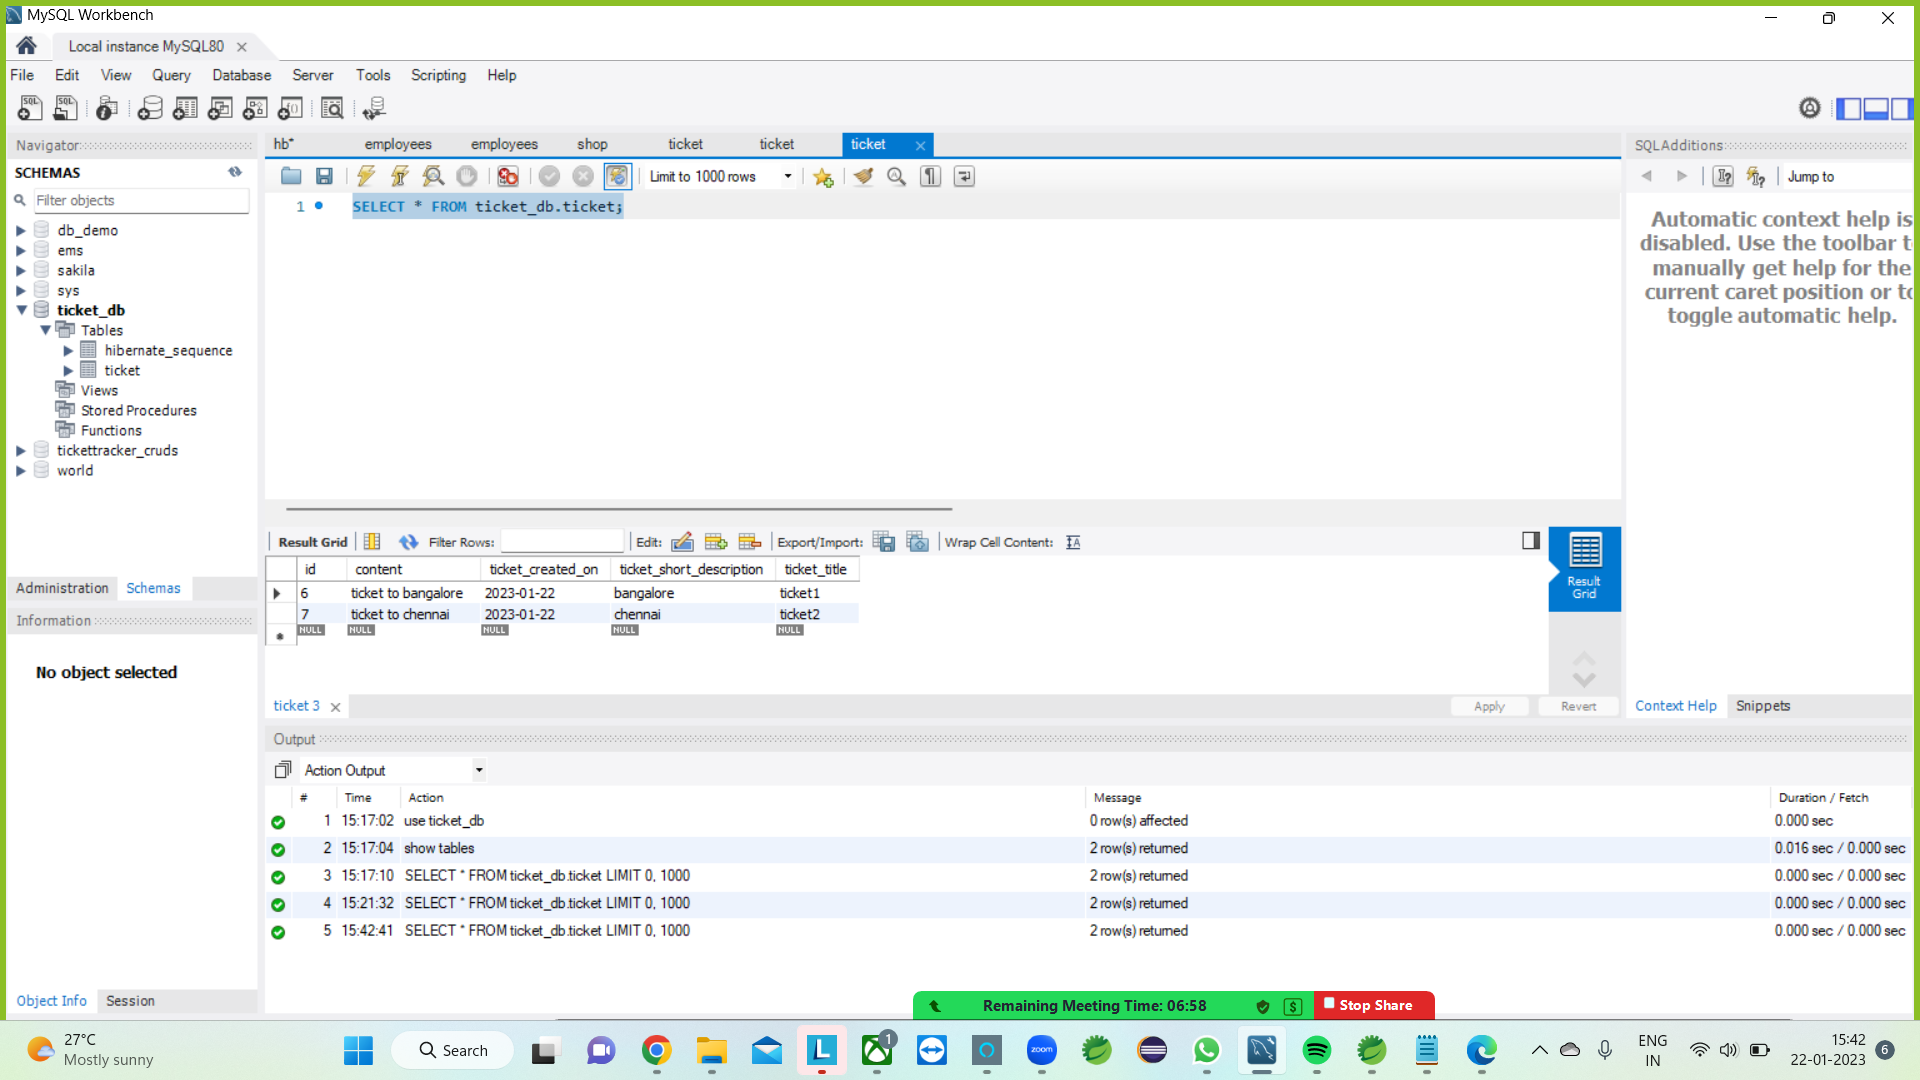 MySQL Workbench
Local instance MySQL80
File Edit View Query Database Server Tools Scripting Help
Navigator
SCHEMAS
Filter objects
db_demo
ems
sakila
sys
ticket_db
Tables
hibernate_sequence
ticket
Views
Stored Procedures
Functions
tickettracker_cruds
world
Administration Schemas
Information
No object selected
Object Info Session
hb* employees employees shop ticket ticket ticket
Limit to 1000 rows
1 SELECT * FROM ticket_db.ticket;
Result Grid Filter Rows: Edit: Export/Import: Wrap Cell Content:
id content ticket_created_on ticket_short_description ticket_title
6 ticket to bangalore 2023-01-22 bangalore ticket1
7 ticket to chennai 2023-01-22 chennai ticket2
NULL NULL NULL NULL NULL
Result
Grid
ticket 3
Apply Revert
SQLAdditions
Jump to
Automatic context help is
disabled. Use the toolbar t
manually get help for the
current caret position or to
toggle automatic help.
Context Help Snippets
Output
Action Output
# Time Action Message Duration / Fetch
1 15:17:02 use ticket_db 0 row(s) affected 0.000 sec
2 15:17:04 show tables 2 row(s) returned 0.016 sec / 0.000 sec
3 15:17:10 SELECT * FROM ticket_db.ticket LIMIT 0, 1000 2 row(s) returned 0.000 sec / 0.000 sec
4 15:21:32 SELECT * FROM ticket_db.ticket LIMIT 0, 1000 2 row(s) returned 0.000 sec / 0.000 sec
5 15:42:41 SELECT * FROM ticket_db.ticket LIMIT 0, 1000 2 row(s) returned 0.000 sec / 0.000 sec
Remaining Meeting Time: 06:58 Stop Share
27°C
Mostly sunny
Search
L
1
zoom
ENG
IN
15:42
22-01-2023
6